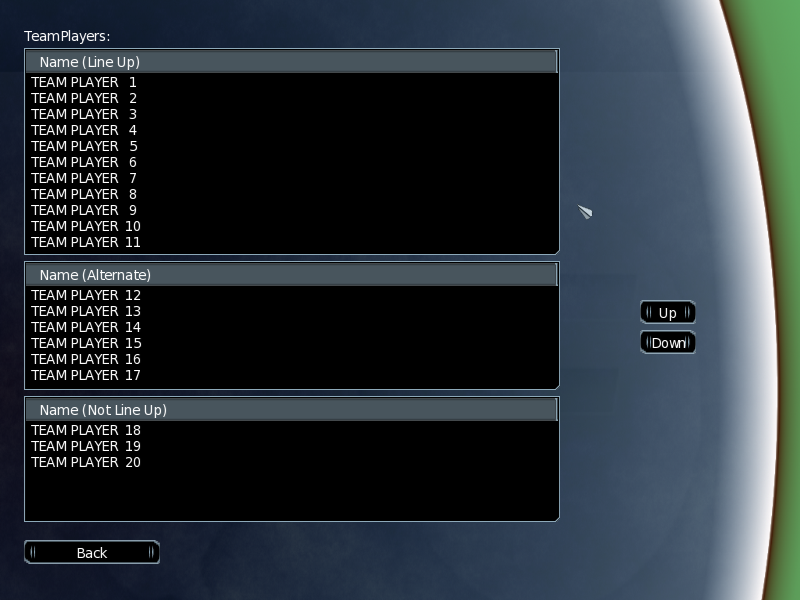 TeamPlayers:
Name (Line Up)
TEAM PLAYER 1
TEAM PLAYER 2
TEAM PLAYER 3
TEAM PLAYER 4
TEAM PLAYER 5
TEAM PLAYER 6
TEAM PLAYER 7
TEAM PLAYER 8
TEAM PLAYER 9
TEAM PLAYER 10
TEAM PLAYER 11
Name (Alternate)
TEAM PLAYER 12
TEAM PLAYER 13
TEAM PLAYER 14
TEAM PLAYER 15
TEAM PLAYER 16
TEAM PLAYER 17
Up
Down
Name (Not Line Up)
TEAM PLAYER 18
TEAM PLAYER 19
TEAM PLAYER 20
Back